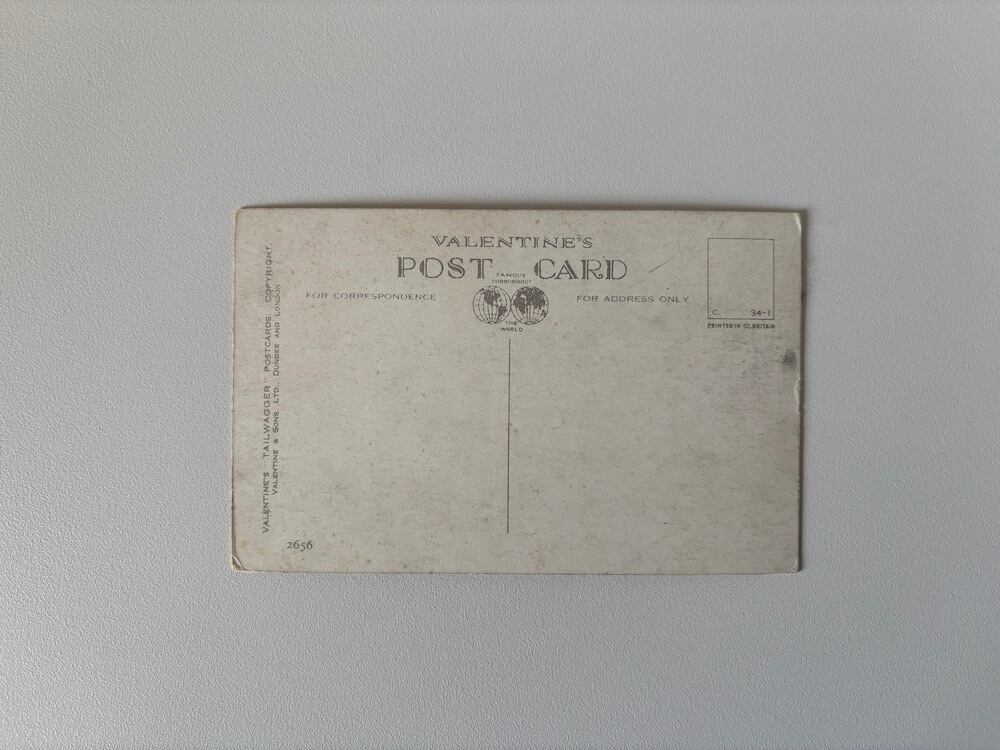 VALENTINE'S
POST CARD
FAMOUS
THROUGHOUT
THE
WORLD
FOR CORRESPONDENCE
FOR ADDRESS ONLY
C. 34-1
PRINTED IN GT. BRITAIN
VALENTINE'S "TAILWAGGER" POSTCARDS. COPYRIGHT.
VALENTINE & SONS, LTD., DUNDEE AND LONDON
2656